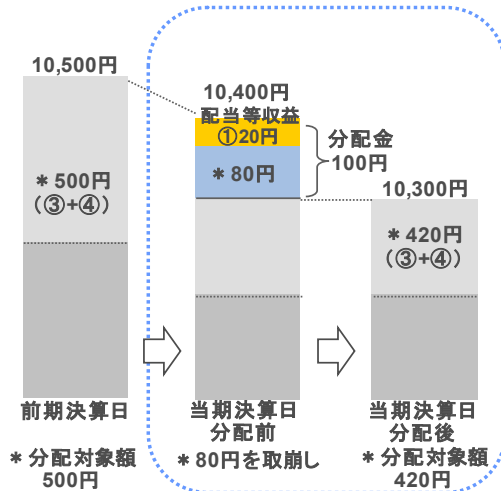 10,500円
＊500円
（③+④）
前期決算日
＊分配対象額
500円
10,400円
配当等収益
①20円
＊80円
分配金
100円
当期決算日
分配前
＊80円を取崩し
10,300円
＊420円
（③+④）
当期決算日
分配後
＊分配対象額
420円